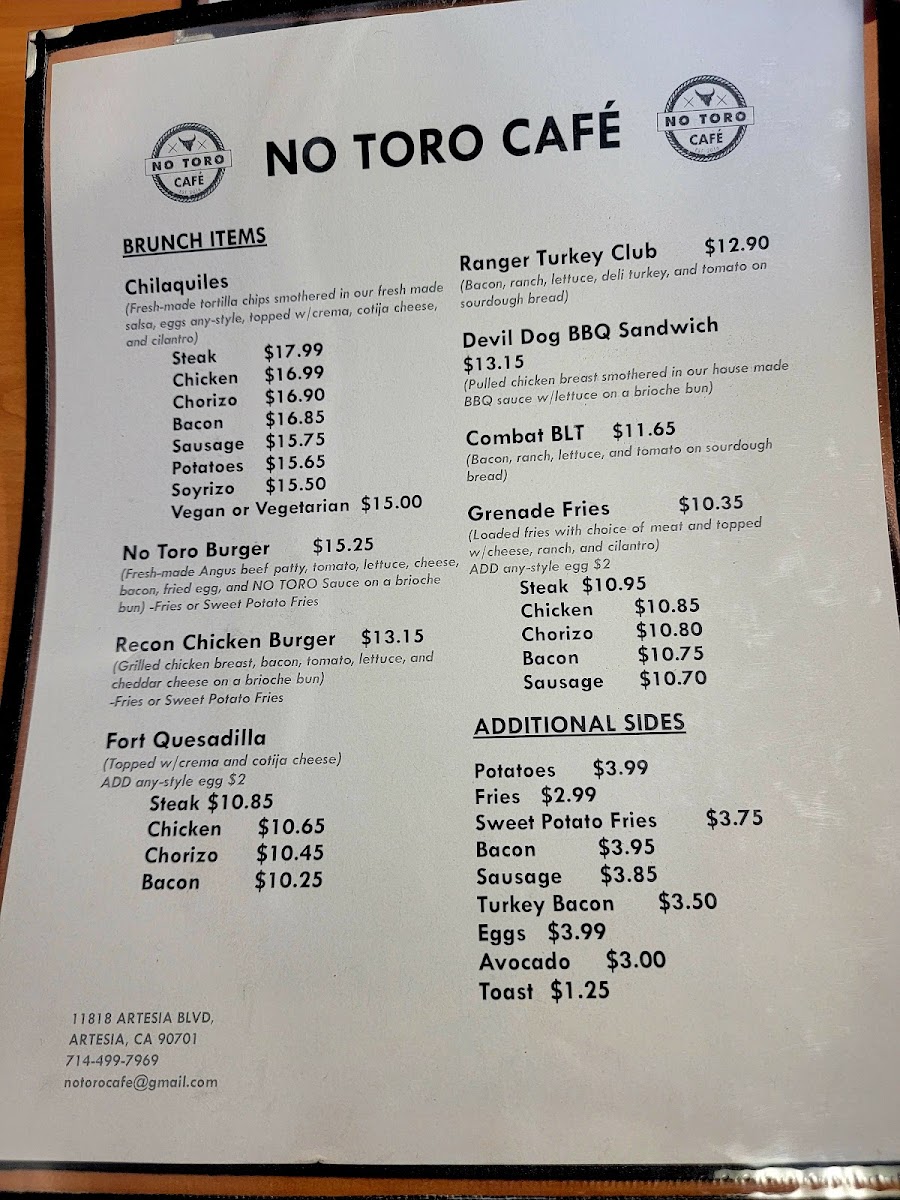 NO TORO
CAFÉ
NO TORO CAFÉ
NO TORO
CAFÉ
BRUNCH ITEMS
Chilaquiles
(Fresh-made tortilla chips smothered in our fresh made
salsa, eggs any-style, topped w/crema, cotija cheese,
and cilantro)
Steak $17.99
Chicken $16.99
Chorizo $16.90
Bacon $16.85
Sausage $15.75
Potatoes $15.65
Soyrizo $15.50
Vegan or Vegetarian $15.00
No Toro Burger $15.25
(Fresh-made Angus beef patty, tomato, lettuce, cheese,
bacon, fried egg, and NO TORO Sauce on a brioche
bun) -Fries or Sweet Potato Fries
Recon Chicken Burger $13.15
(Grilled chicken breast, bacon, tomato, lettuce, and
cheddar cheese on a brioche bun)
-Fries or Sweet Potato Fries
Fort Quesadilla
(Topped w/crema and cotija cheese)
ADD any-style egg $2
Steak $10.85
Chicken $10.65
Chorizo $10.45
Bacon $10.25
Ranger Turkey Club $12.90
(Bacon, ranch, lettuce, deli turkey, and tomato on
sourdough bread)
Devil Dog BBQ Sandwich
$13.15
(Pulled chicken breast smothered in our house made
BBQ sauce w/lettuce on a brioche bun)
Combat BLT $11.65
(Bacon, ranch, lettuce, and tomato on sourdough
bread)
Grenade Fries $10.35
(Loaded fries with choice of meat and topped
w/cheese, ranch, and cilantro)
ADD any-style egg $2
Steak $10.95
Chicken $10.85
Chorizo $10.80
Bacon $10.75
Sausage $10.70
ADDITIONAL SIDES
Potatoes $3.99
Fries $2.99
Sweet Potato Fries $3.75
Bacon $3.95
Sausage $3.85
Turkey Bacon $3.50
Eggs $3.99
Avocado $3.00
Toast $1.25
11818 ARTESIA BLVD,
ARTESIA, CA 90701
714-499-7969
notorocafe@gmail.com